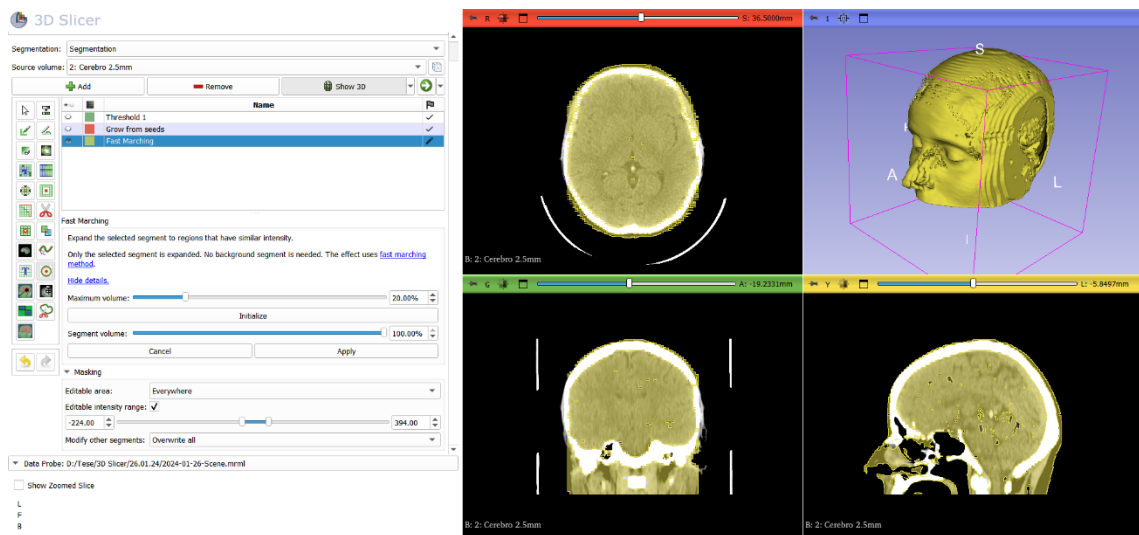 3D Slicer
Segmentation: Segmentation
Source volume: 2: Cerebro 2.5mm
Add Remove Show 3D
Name
Threshold 1
Grow from seeds
Fast Marching
Fast Marching
Expand the selected segment to regions that have similar intensity.
Only the selected segment is expanded. No background segment is needed. The effect uses fast marching
method.
Hide details.
Maximum volume: 20.00%
Initialize
Segment volume: 100.00%
Cancel Apply
Masking
Editable area: Everywhere
Editable intensity range:
-224.00 394.00
Modify other segments: Overwrite all
Data Probe: D:/Tese/3D Slicer/26.01.24/2024-01-26-Scene.mrml
Show Zoomed Slice
L
F
B
R S: 36.5000mm
B: 2: Cerebro 2.5mm
1
S
A
L
I
G A: -19.2331mm
B: 2: Cerebro 2.5mm
Y L: -5.8497mm
B: 2: Cerebro 2.5mm